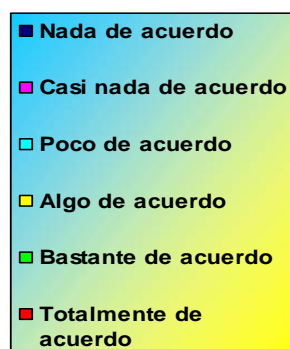 Nada de acuerdo
Casi nada de acuerdo
Poco de acuerdo
Algo de acuerdo
Bastante de acuerdo
Totalmente de
acuerdo